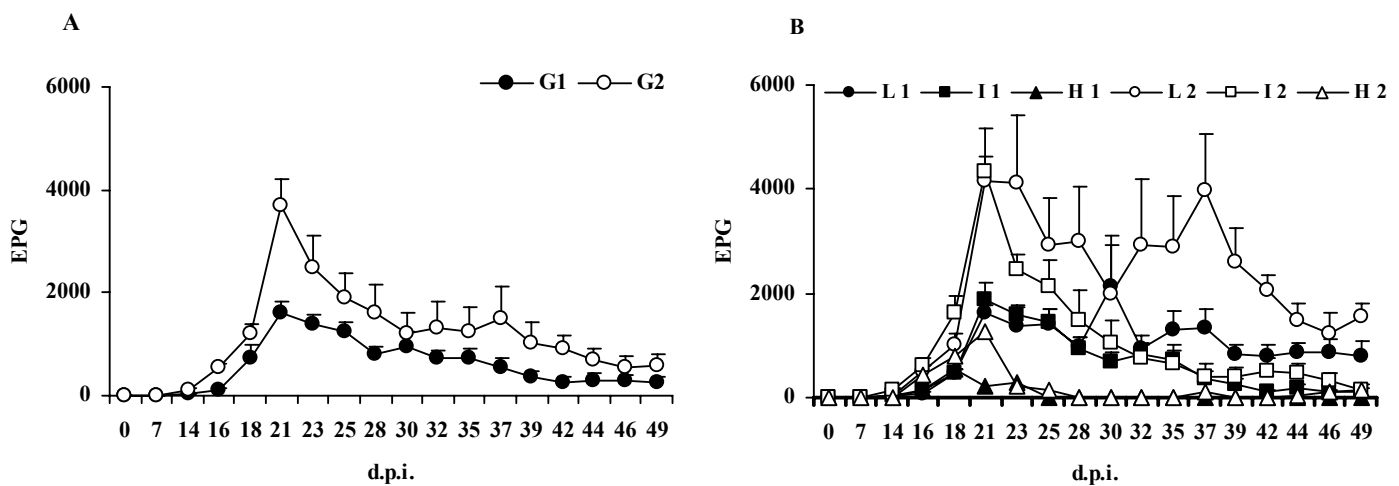 A
G1 G2
EPG
6000
4000
2000
0
0 7 14 16 18 21 23 25 28 30 32 35 37 39 42 44 46 49
d.p.i.
B
L 1 I 1 H 1 L 2 I 2 H 2
EPG
6000
4000
2000
0
0 7 14 16 18 21 23 25 28 30 32 35 37 39 42 44 46 49
d.p.i.